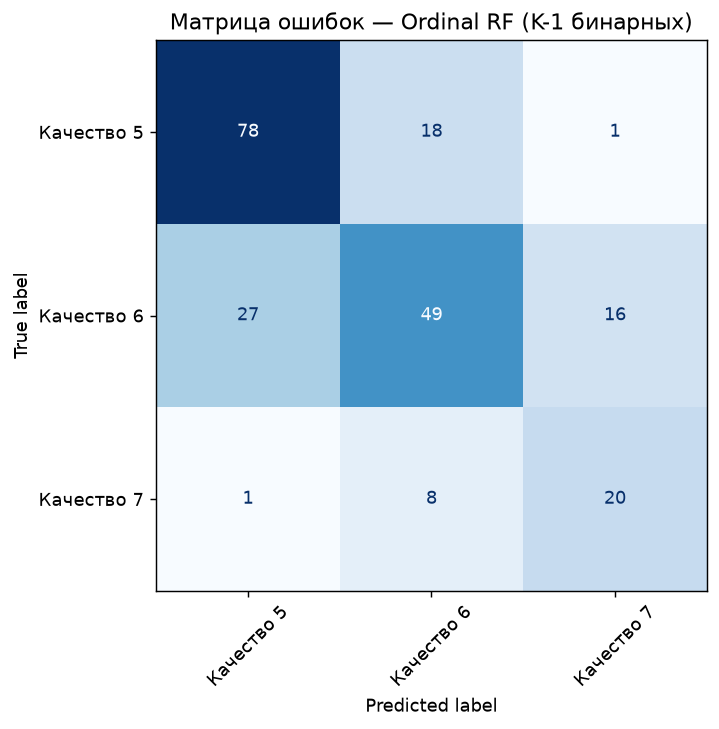 Матрица ошибок — Ordinal RF (K-1 бинарных)
True label
Качество 5
78
18
1
Качество 6
27
49
16
Качество 7
1
8
20
Качество 5
Качество 6
Качество 7
Predicted label